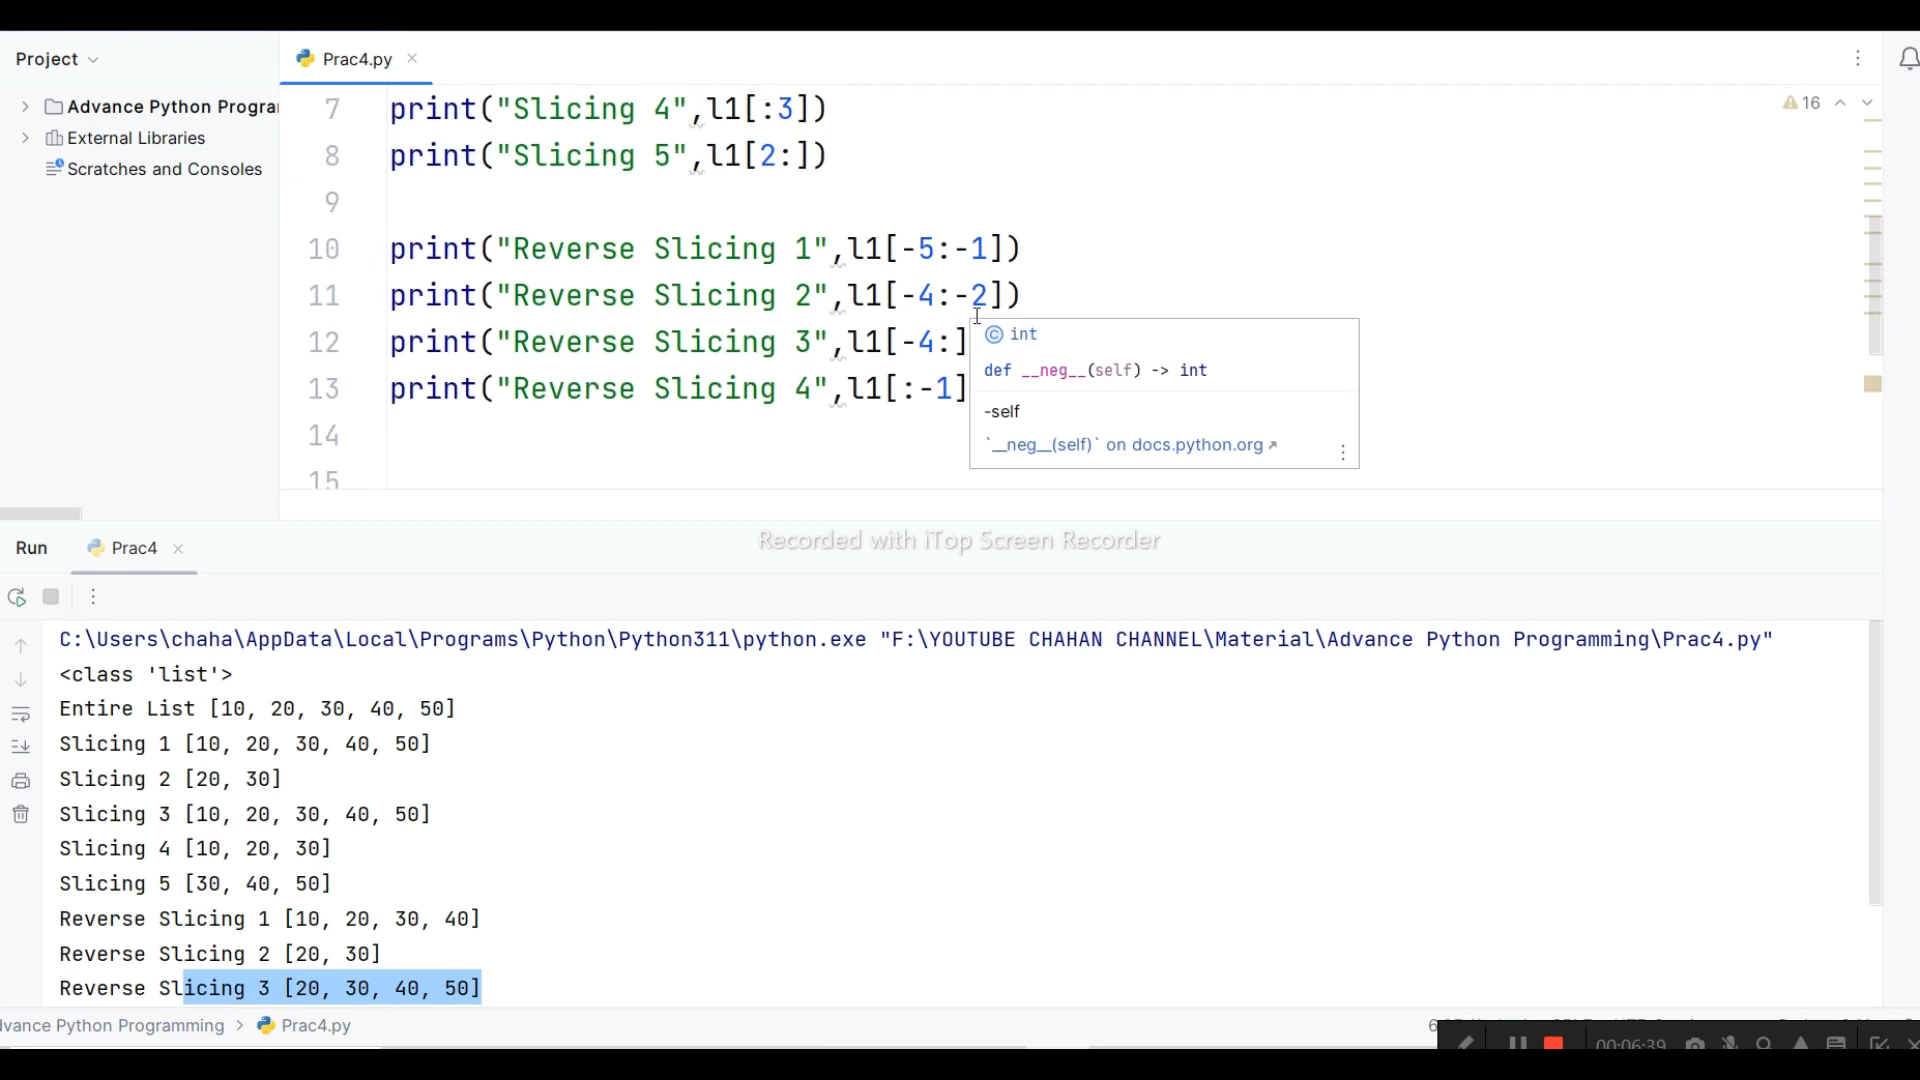 Project
Prac4.py
Advance Python Progra
External Libraries
Scratches and Consoles
16
7 print("Slicing 4",l1[:3])
8 print("Slicing 5",l1[2:])
9
10 print("Reverse Slicing 1",l1[-5:-1])
11 print("Reverse Slicing 2",l1[-4:-2])
12 print("Reverse Slicing 3",l1[-4:]
13 print("Reverse Slicing 4",l1[:-1]
14
15
int
def __neg__(self) -> int
-self
`__neg__(self)` on docs.python.org
Recorded with iTop Screen Recorder
Run Prac4
C:\Users\chaha\AppData\Local\Programs\Python\Python311\python.exe "F:\YOUTUBE CHAHAN CHANNEL\Material\Advance Python Programming\Prac4.py"
<class 'list'>
Entire List [10, 20, 30, 40, 50]
Slicing 1 [10, 20, 30, 40, 50]
Slicing 2 [20, 30]
Slicing 3 [10, 20, 30, 40, 50]
Slicing 4 [10, 20, 30]
Slicing 5 [30, 40, 50]
Reverse Slicing 1 [10, 20, 30, 40]
Reverse Slicing 2 [20, 30]
Reverse Slicing 3 [20, 30, 40, 50]
dvance Python Programming > Prac4.py
00:06:39